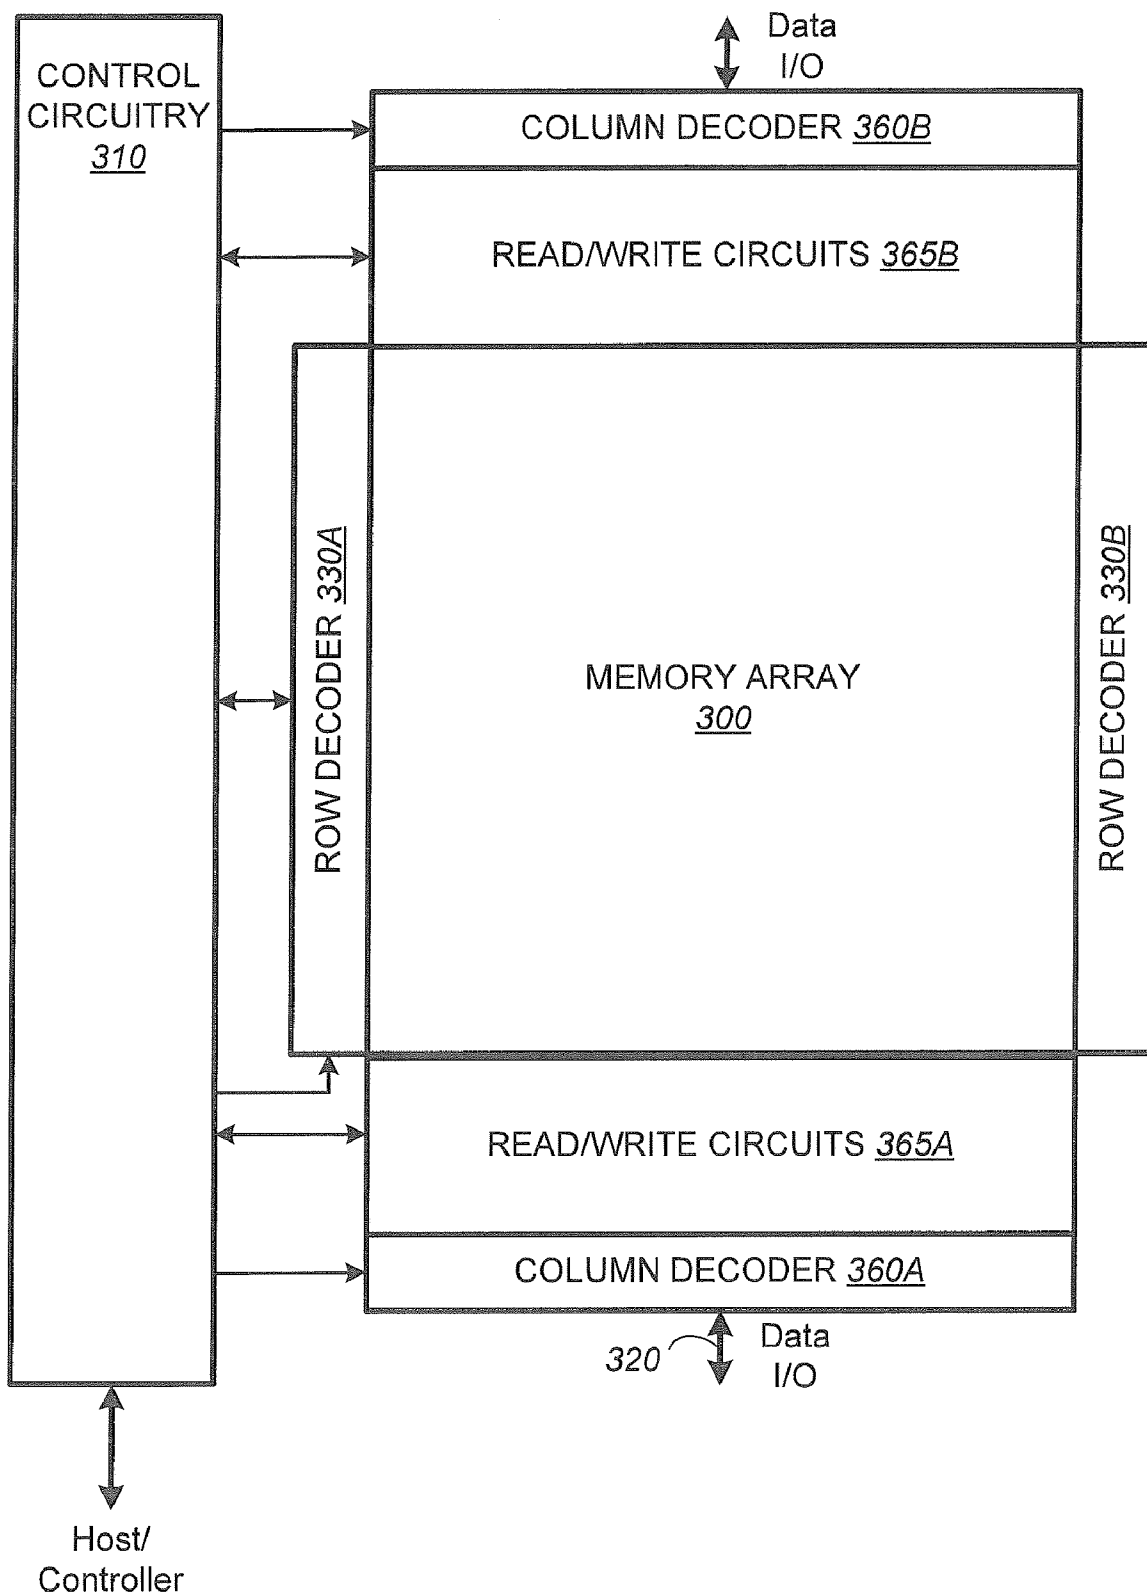 Data
I/O
CONTROL
CIRCUITRY
310
COLUMN DECODER 360B
READ/WRITE CIRCUITS 365B
ROW DECODER 330A
MEMORY ARRAY
300
ROW DECODER 330B
READ/WRITE CIRCUITS 365A
COLUMN DECODER 360A
320
Data
I/O
Host/
Controller